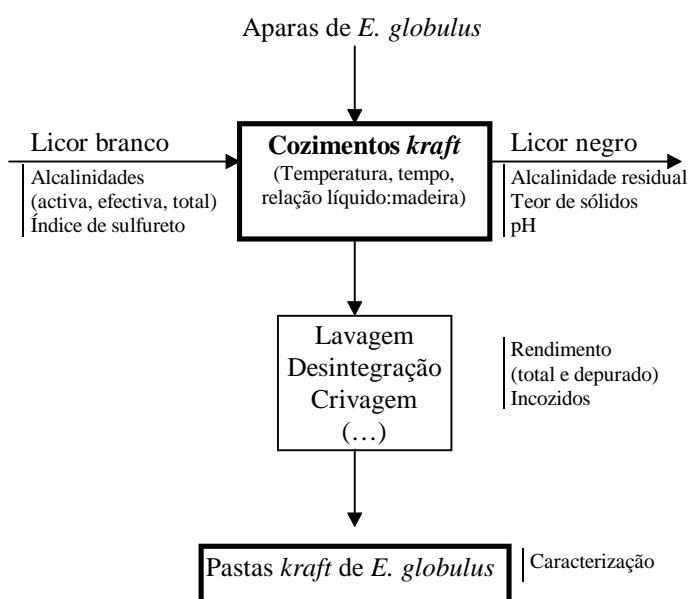 Aparas de E. globulus
Licor branco
Alcalinidades
(activa, efectiva, total)
Índice de sulfureto
Cozimentos kraft
(Temperatura, tempo,
relação líquido:madeira)
Licor negro
Alcalinidade residual
Teor de sólidos
pH
Lavagem
Desintegração
Crivagem
(…)
Rendimento
(total e depurado)
Incozidos
Pastas kraft de E. globulus
Caracterização